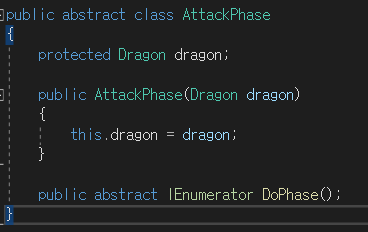 public abstract class AttackPhase
{
protected Dragon dragon;
public AttackPhase(Dragon dragon)
{
this.dragon = dragon;
}
public abstract IEnumerator DoPhase();
}